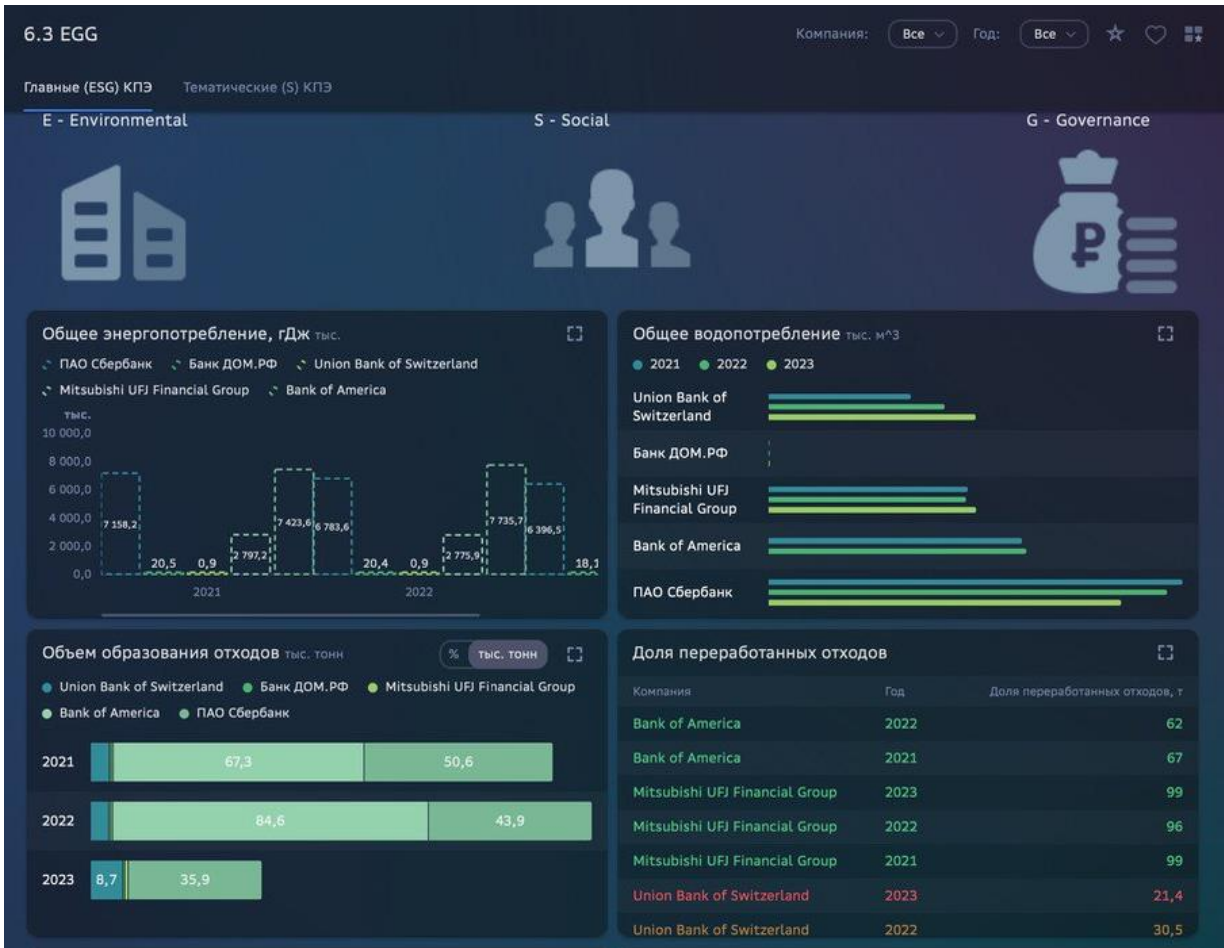 6.3 EGG
Компания: Все Год: Все
Главные (ESG) КПЭ Тематические (S) КПЭ
E - Environmental S - Social G - Governance
₽
Общее энергопотребление, гДж тыс.
ПАО Сбербанк Банк ДОМ.РФ Union Bank of Switzerland
Mitsubishi UFJ Financial Group Bank of America
тыс.
10 000,0
8 000,0
6 000,0
4 000,0
2 000,0
0,0
7 158,2 20,5 0,9 2 797,2 7 423,6 6 783,6 20,4 0,9 2 775,9 7 735,7 6 396,5 18,1
2021 2022
Общее водопотребление тыс. м^3
2021 2022 2023
Union Bank of
Switzerland
Банк ДОМ.РФ
Mitsubishi UFJ
Financial Group
Bank of America
ПАО Сбербанк
Объем образования отходов тыс. тонн % тыс. тонн
Union Bank of Switzerland Банк ДОМ.РФ Mitsubishi UFJ Financial Group
Bank of America ПАО Сбербанк
2021 67,3 50,6
2022 84,6 43,9
2023 8,7 35,9
Доля переработанных отходов
Компания Год Доля переработанных отходов, т
Bank of America 2022 62
Bank of America 2021 67
Mitsubishi UFJ Financial Group 2023 99
Mitsubishi UFJ Financial Group 2022 96
Mitsubishi UFJ Financial Group 2021 99
Union Bank of Switzerland 2023 21,4
Union Bank of Switzerland 2022 30,5